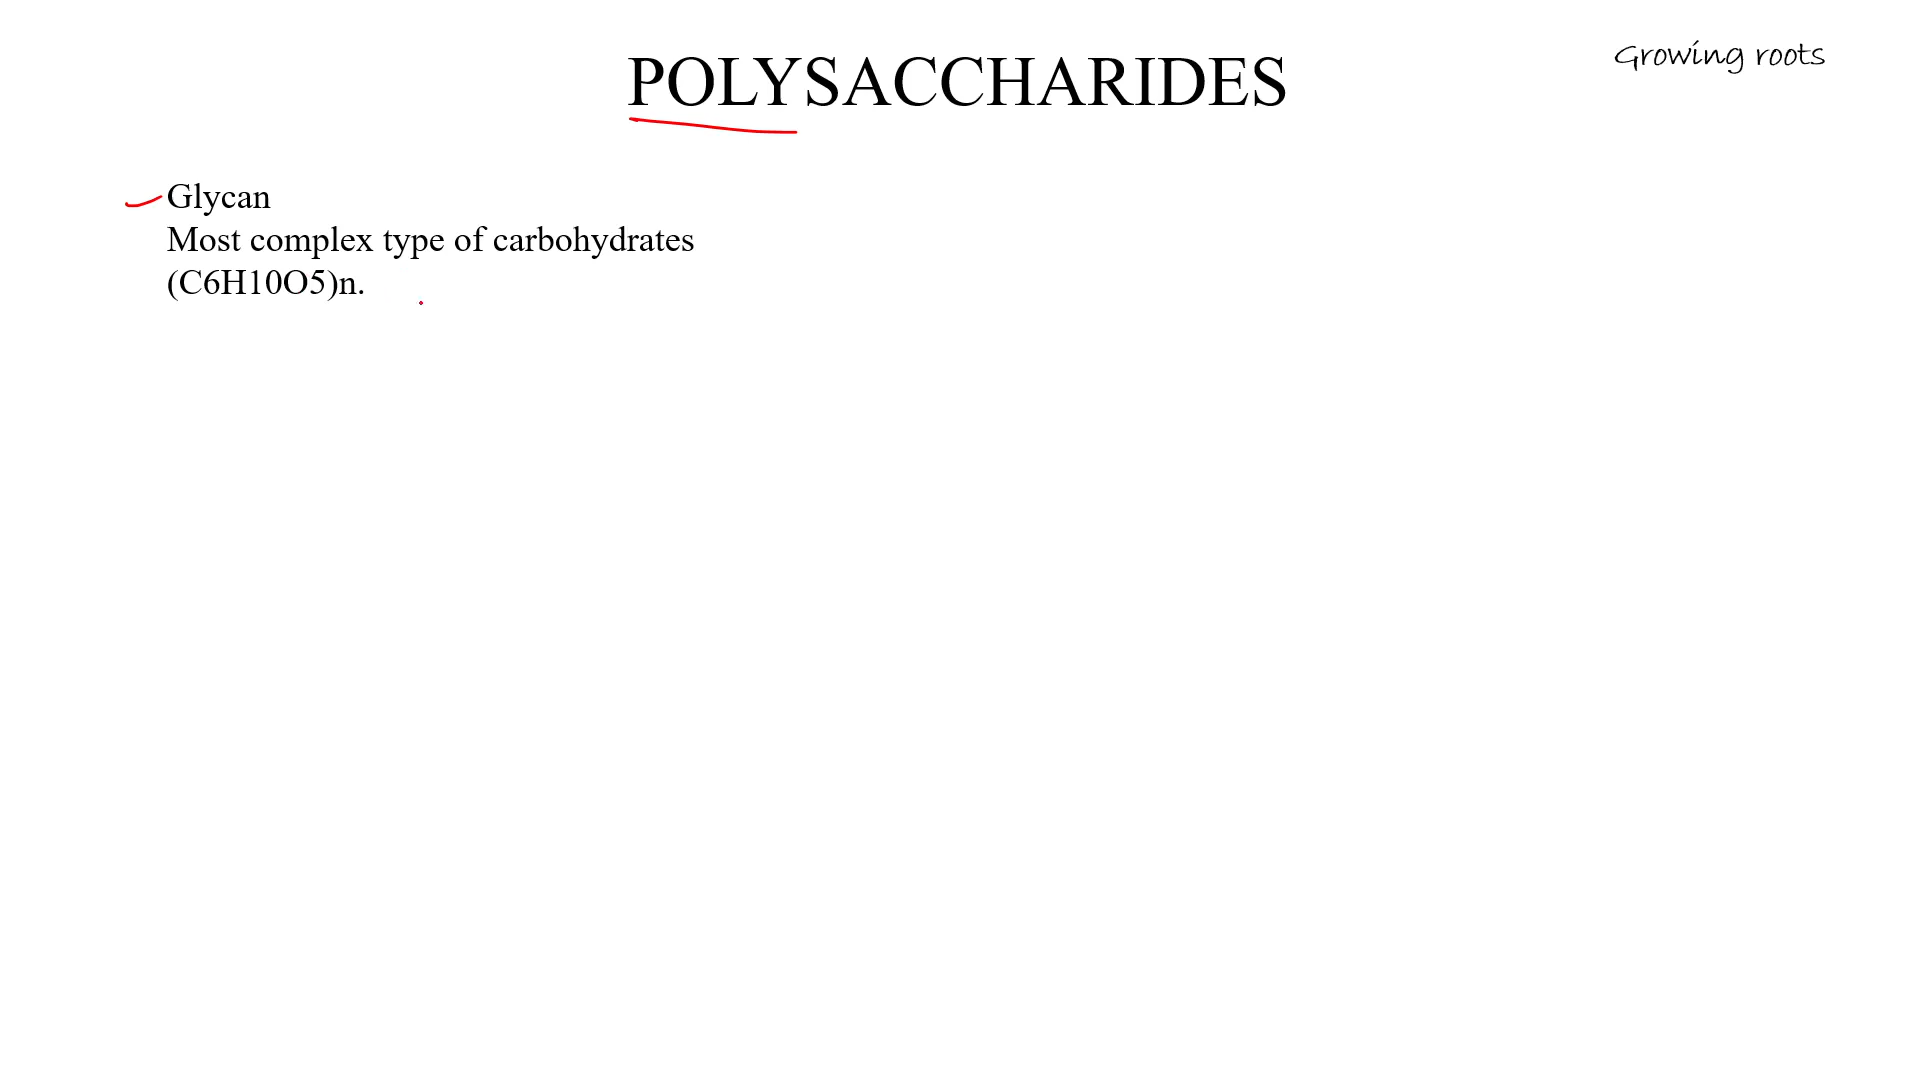 POLYSACCHARIDES
Growing roots
Glycan
Most complex type of carbohydrates
(C6H10O5)n.